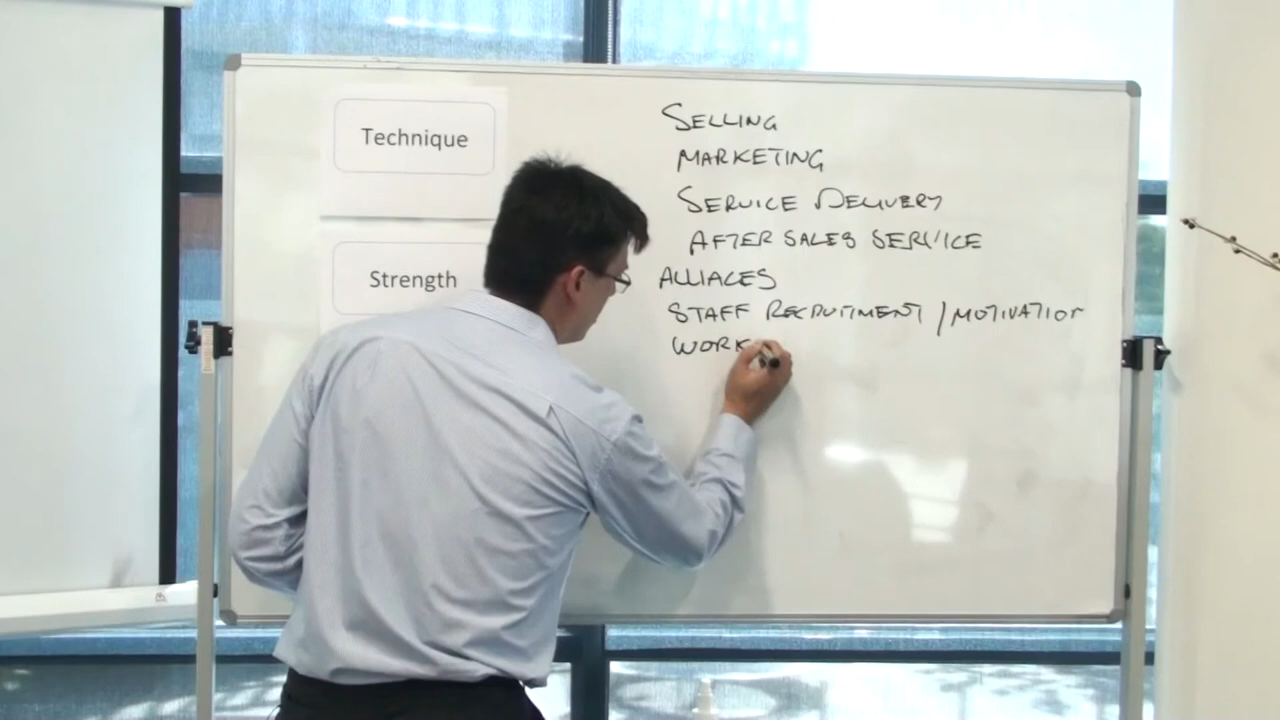 Technique
Strength
SELLING
MARKETING
SERVICE DELIVERY
AFTER SALES SERVICE
ALLIACES
STAFF RECRUITMENT / MOTIVATION
WORK